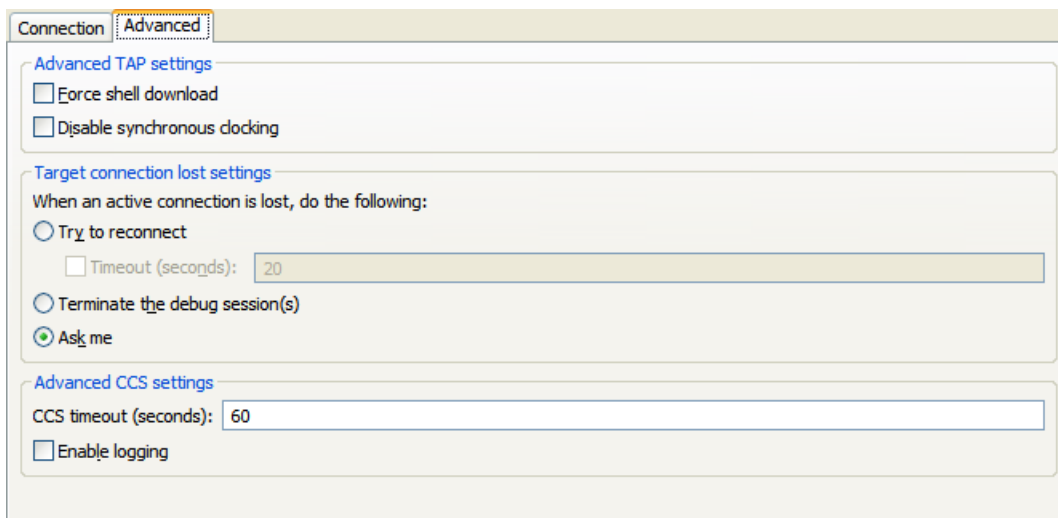 Connection Advanced
Advanced TAP settings
Force shell download
Disable synchronous clocking
Target connection lost settings
When an active connection is lost, do the following:
Try to reconnect
Timeout (seconds): 20
Terminate the debug session(s)
Ask me
Advanced CCS settings
CCS timeout (seconds): 60
Enable logging